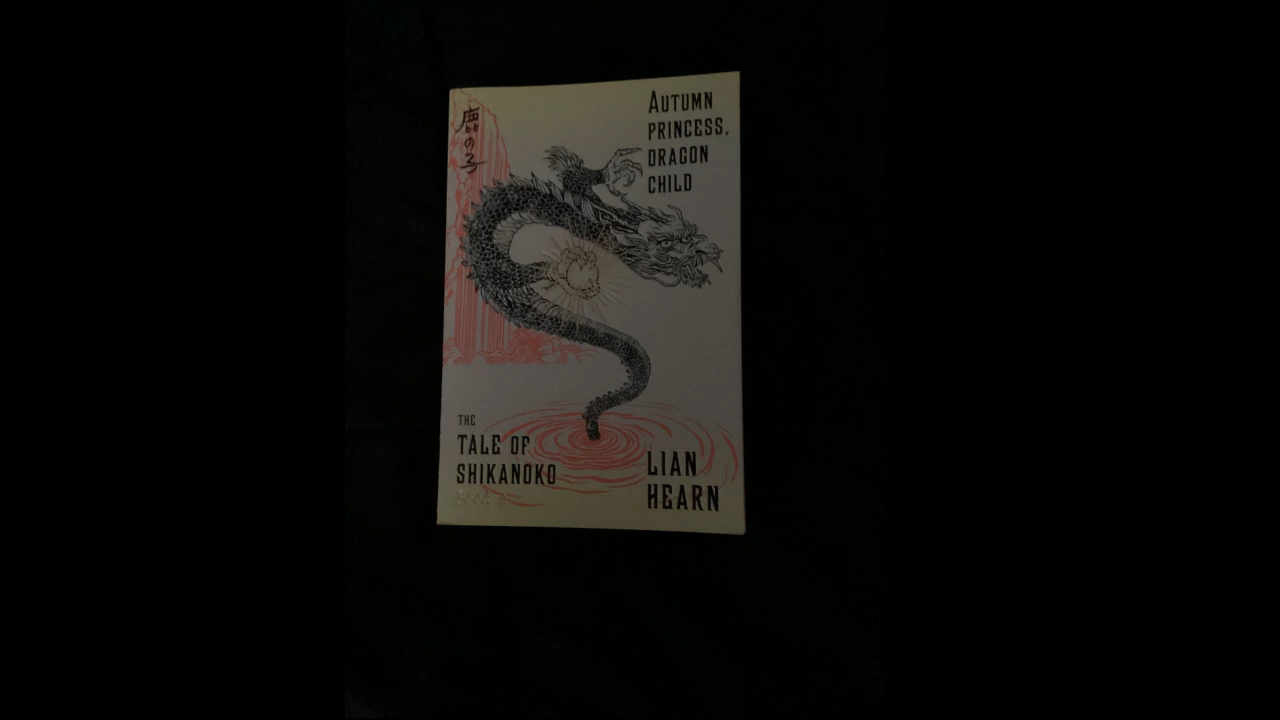 鹿の子
AUTUMN
PRINCESS,
DRAGON
CHILD
THE
TALE OF
SHIKANOKO
LIAN
HEARN